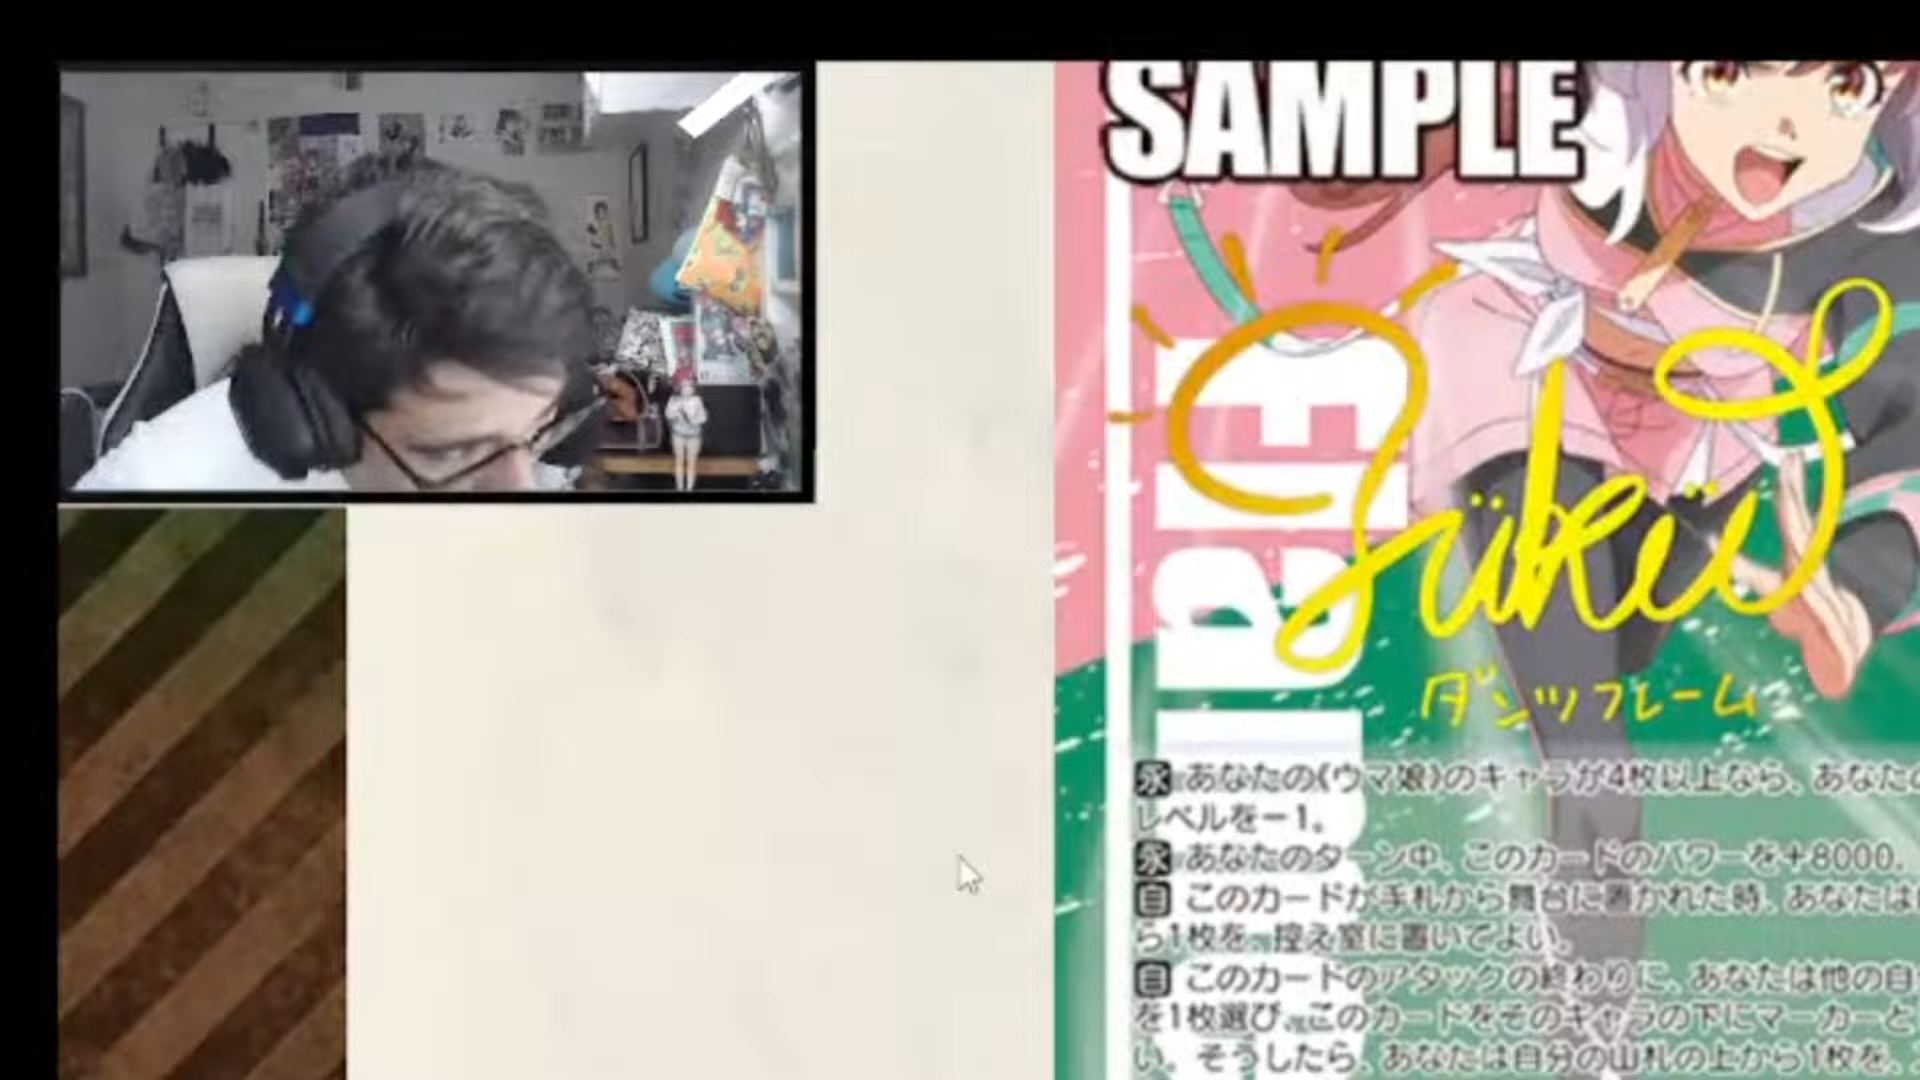 SAMPLE
ダンツフレーム
永 あなたの《ウマ娘》のキャラが4枚以上なら、あなたの
レベルを－1。
永 あなたのターン中、このカードのパワーを＋8000。
自 このカードが手札から舞台に置かれた時、あなたは
ら1枚を、控え室に置いてよい。
自 このカードのアタックの終わりに、あなたは他の自
を1枚選び、このカードをそのキャラの下にマーカーと
い。そうしたら、あなたは自分の山札の上から1枚を、